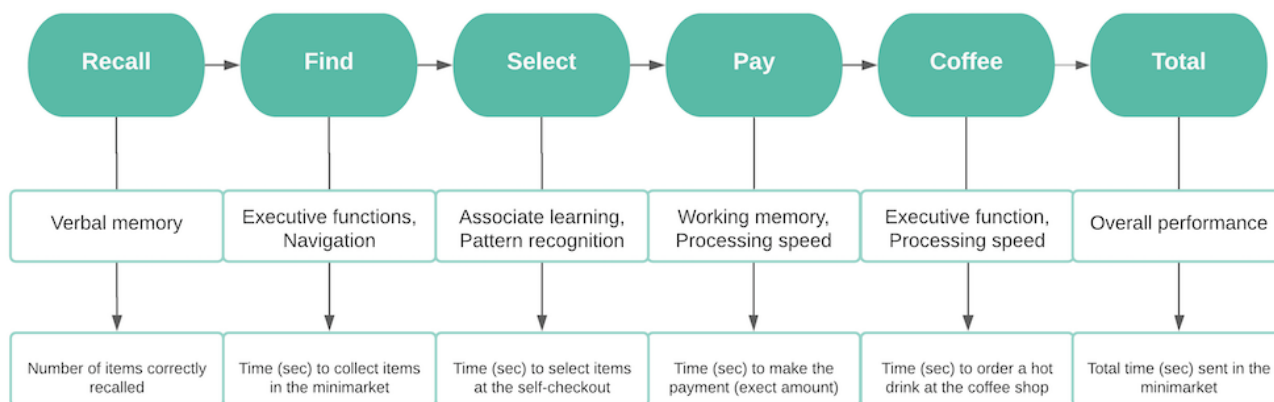 Recall
Find
Select
Pay
Coffee
Total
Verbal memory
Executive functions,
Navigation
Associate learning,
Pattern recognition
Working memory,
Processing speed
Executive function,
Processing speed
Overall performance
Number of items correctly
recalled
Time (sec) to collect items
in the minimarket
Time (sec) to select items
at the self-checkout
Time (sec) to make the
payment (exect amount)
Time (sec) to order a hot
drink at the coffee shop
Total time (sec) sent in the
minimarket